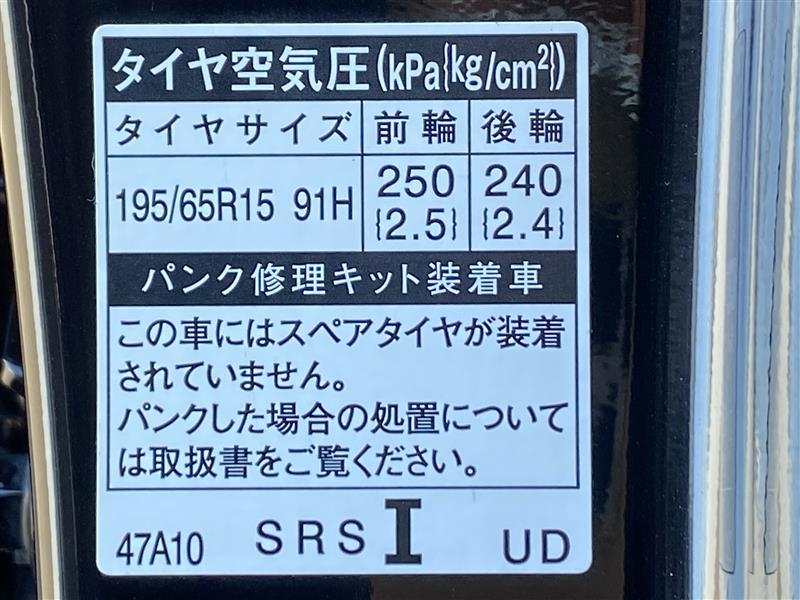 タイヤ空気圧(kPa{kg/cm²})
タイヤサイズ 前輪 後輪
195/65R15 91H 250 240
{2.5} {2.4}
パンク修理キット装着車
この車にはスペアタイヤが装着
されていません。
パンクした場合の処置について
は取扱書をご覧ください。
47A10 SRS I UD